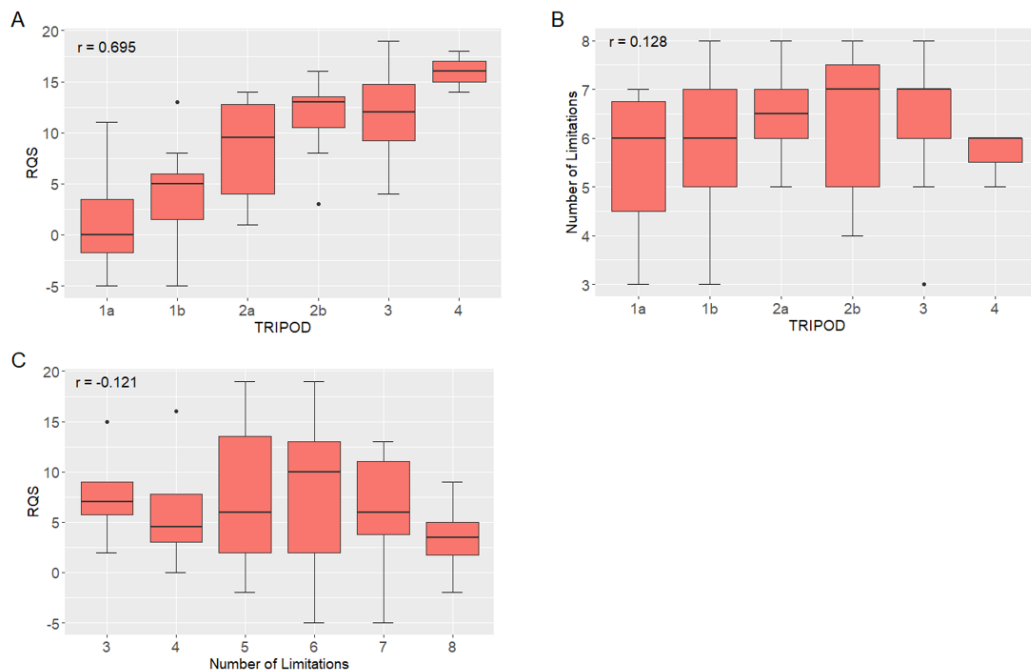 A
r = 0.695
RQS
20
15
10
5
0
-5
1a 1b 2a 2b 3 4
TRIPOD
B
r = 0.128
Number of Limitations
8
7
6
5
4
3
1a 1b 2a 2b 3 4
TRIPOD
C
r = -0.121
RQS
20
15
10
5
0
-5
3 4 5 6 7 8
Number of Limitations